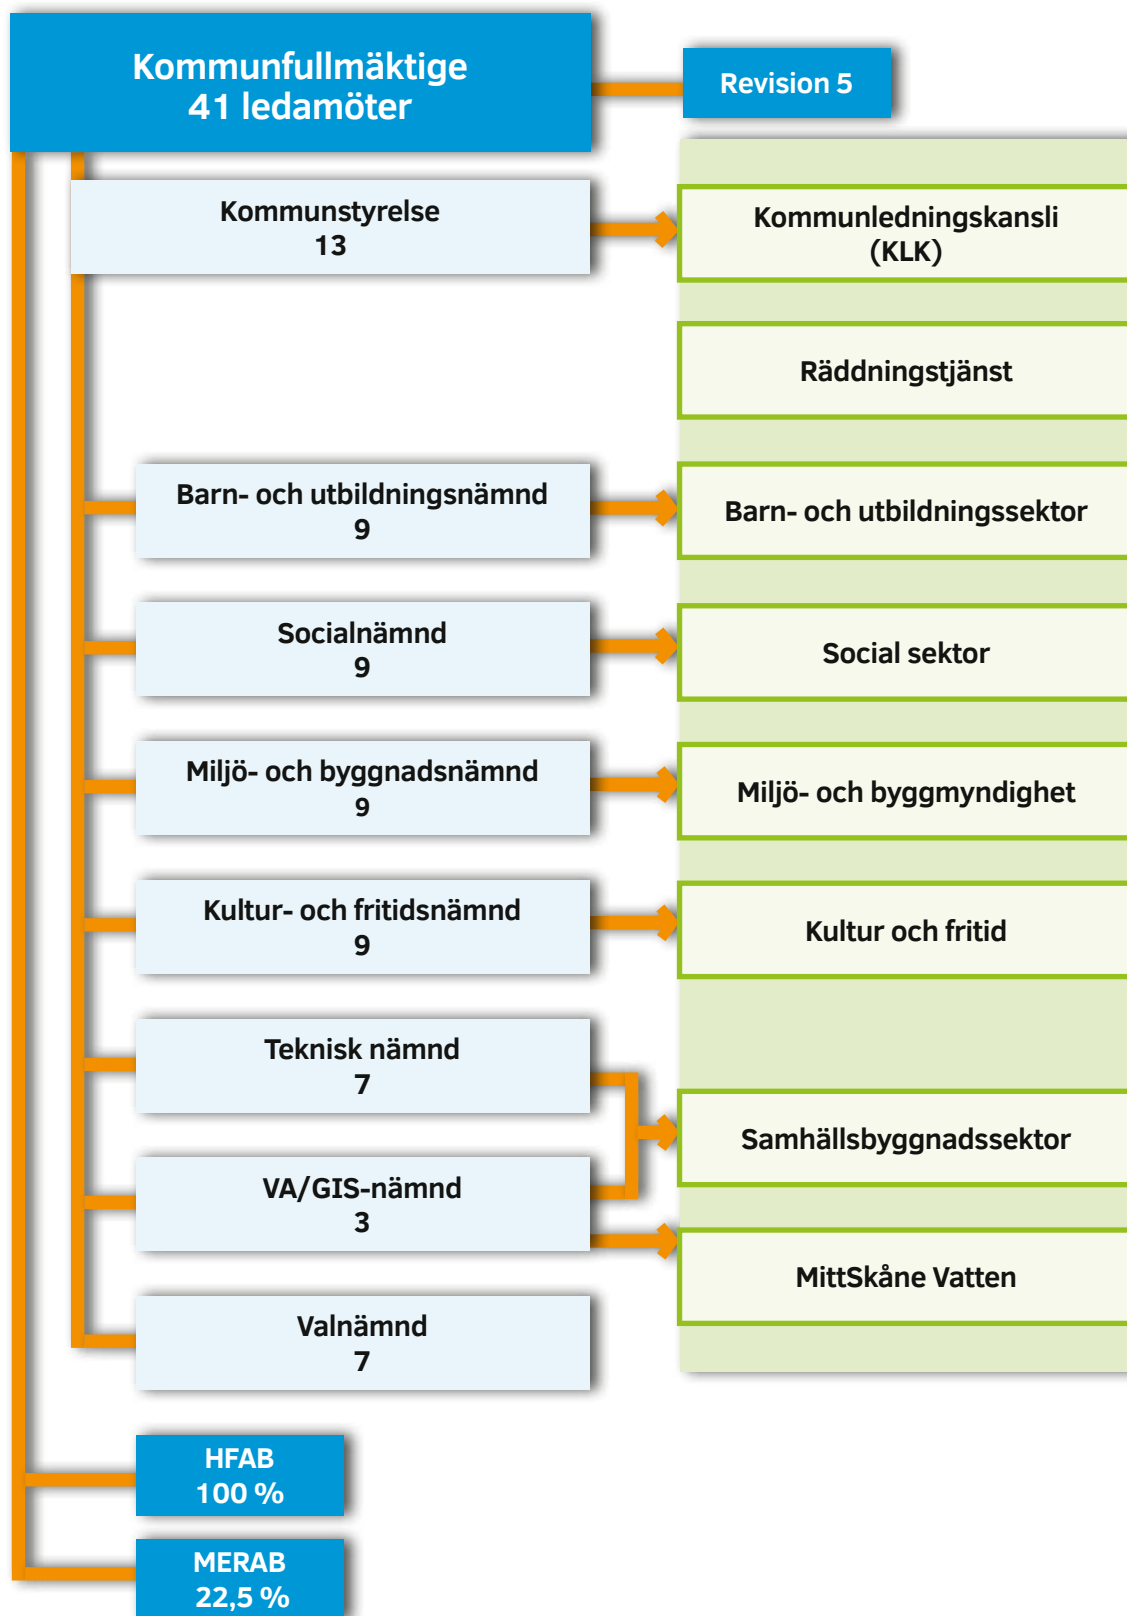 Kommunfullmäktige
41 ledamöter
Revision 5
Kommunstyrelse
13
Kommunledningskansli
(KLK)
Räddningstjänst
Barn- och utbildningsnämnd
9
Barn- och utbildningssektor
Socialnämnd
9
Social sektor
Miljö- och byggnadsnämnd
9
Miljö- och byggmyndighet
Kultur- och fritidsnämnd
9
Kultur och fritid
Teknisk nämnd
7
Samhällsbyggnadssektor
VA/GIS-nämnd
3
MittSkåne Vatten
Valnämnd
7
HFAB
100 %
MERAB
22,5 %